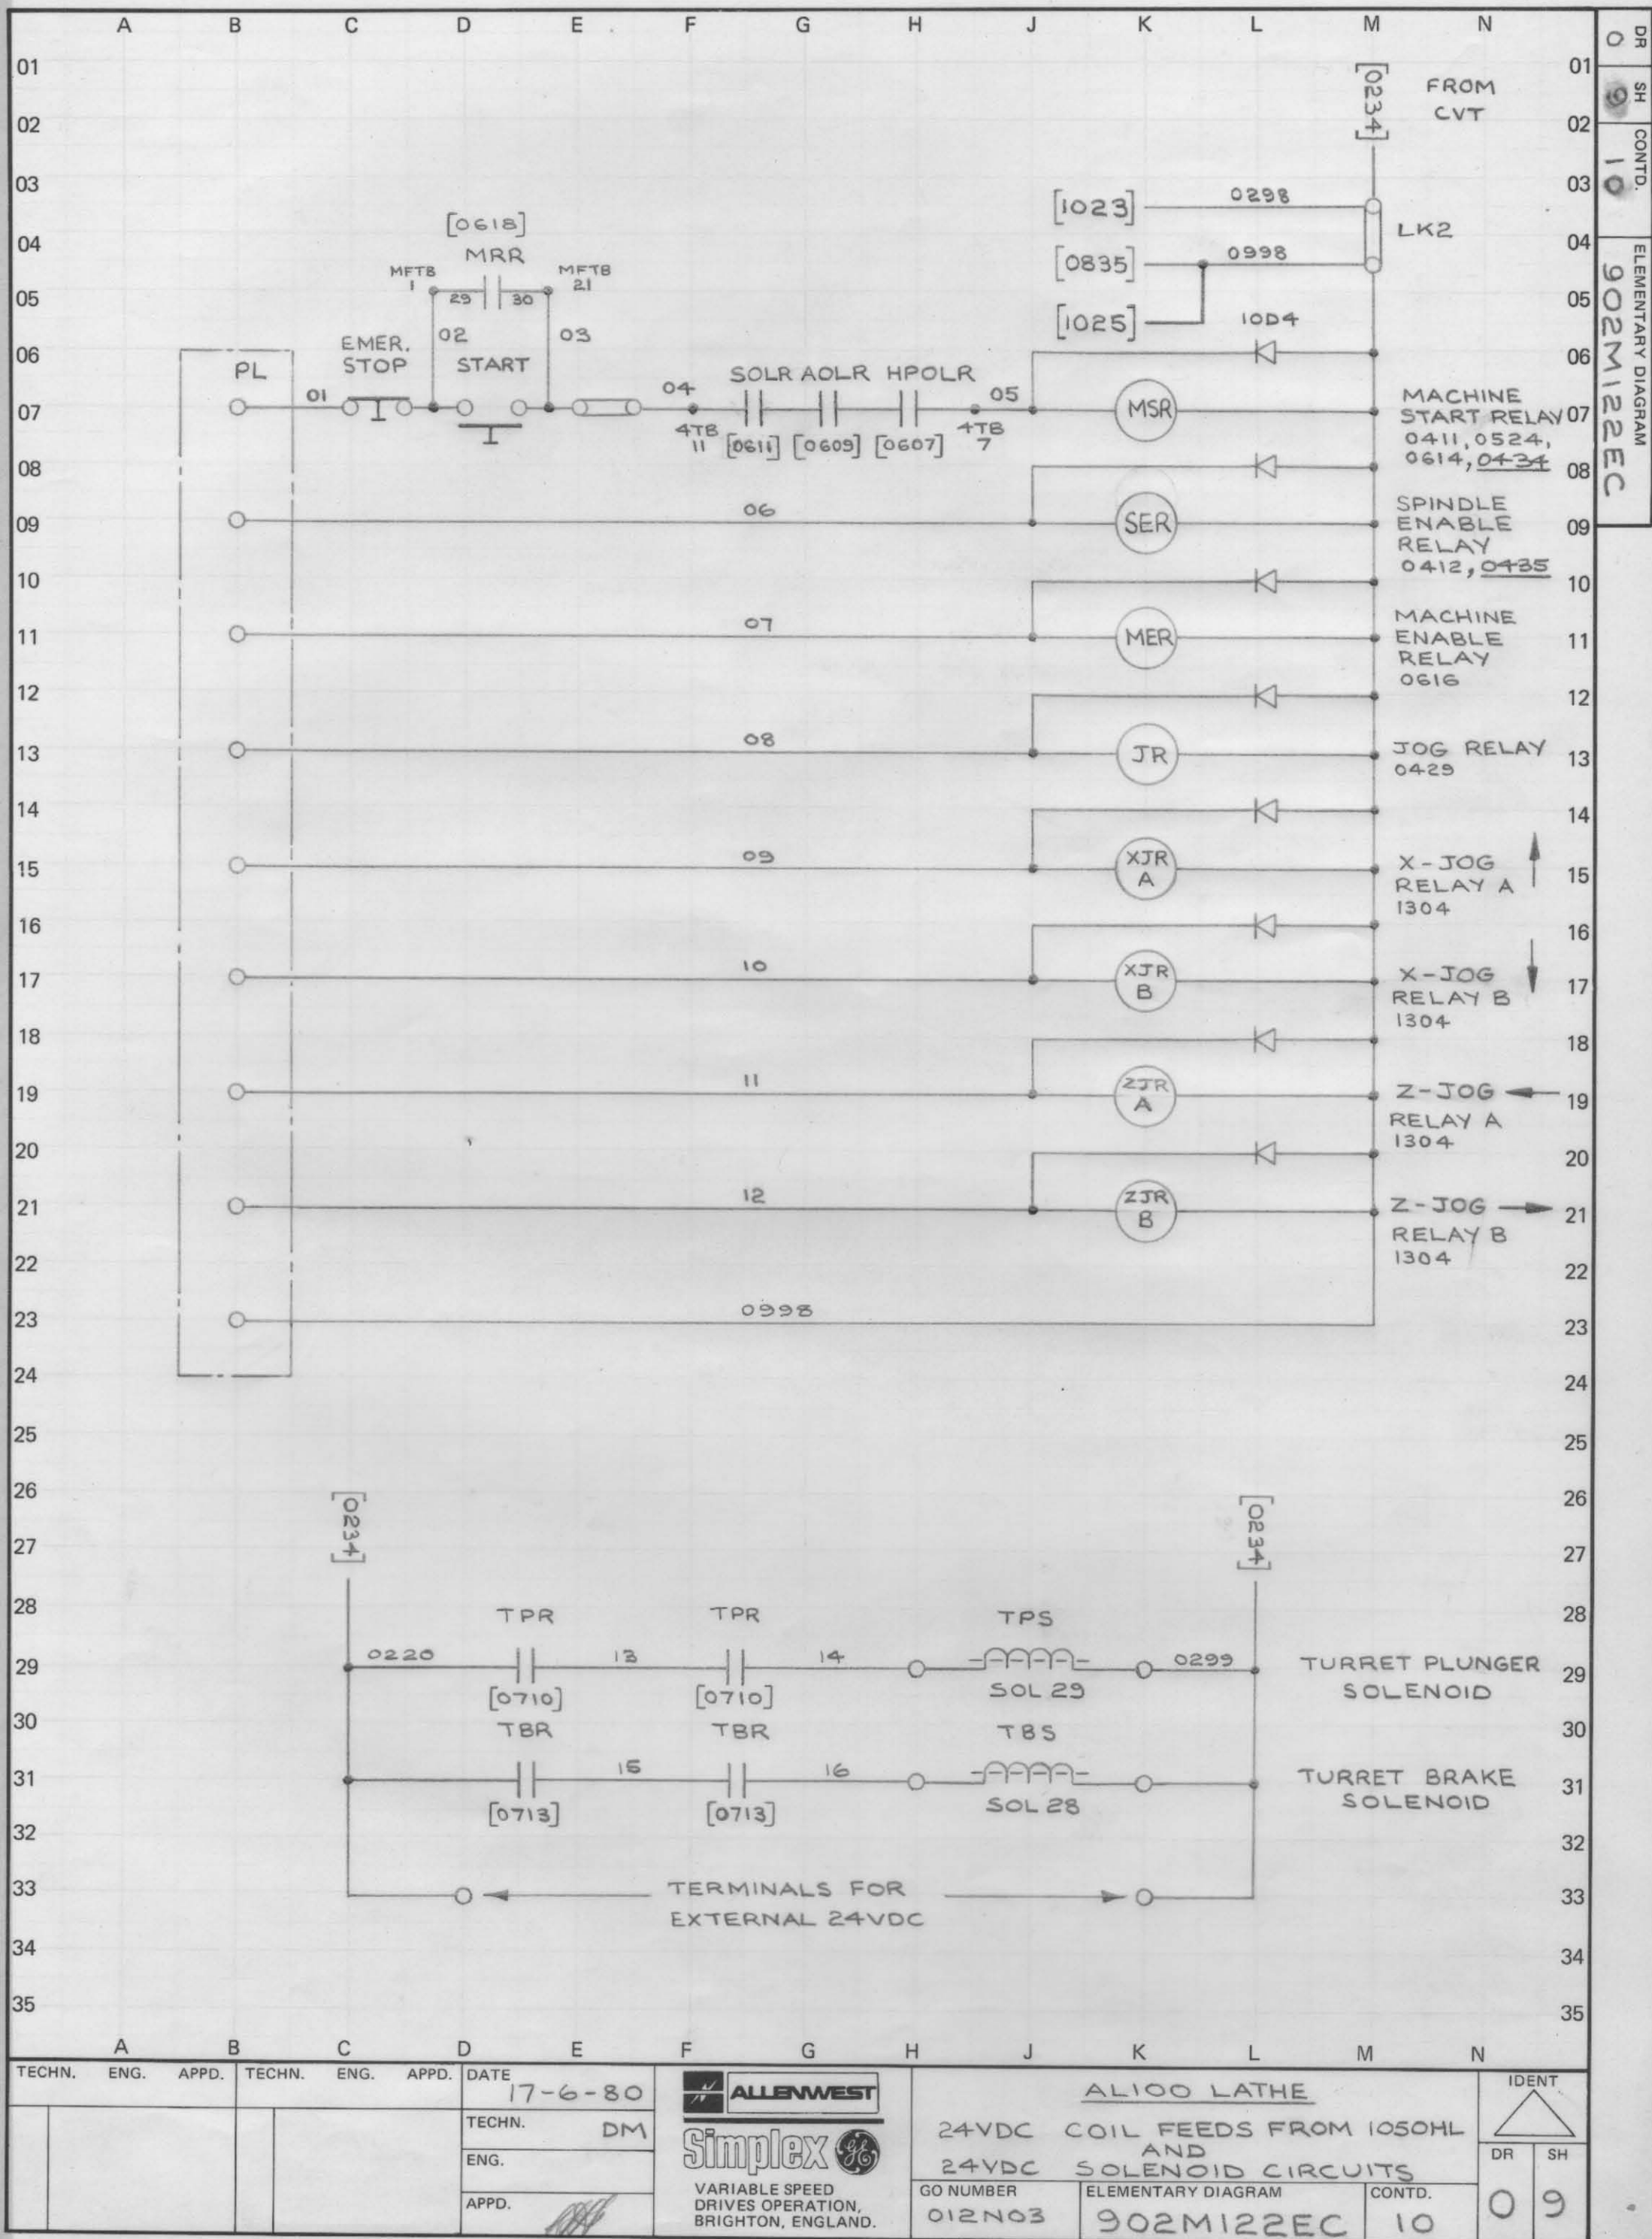 A B C D E F G H J K L M N
DR SH CONTD. ELEMENTARY DIAGRAM
0 9 10 902M122EC
01 01
[0234] FROM
CVT
02 02
03 03
[1023] 0298
LK2
[0618]
04 04
MRR
[0835] 0998
MFTB
1
29 30
MFTB
21
05 05
[1025] 10D4
02 03
EMER.
STOP
START
06 06
PL
01
04
SOLR AOLR HPOLR
05
07 MSR 07
4TB
11
[0611] [0609] [0607]
4TB
7
MACHINE
START RELAY
0411, 0524,
0614, 0434
08 08
06
09 SER 09
SPINDLE
ENABLE
RELAY
0412, 0435
10 10
07
11 MER 11
MACHINE
ENABLE
RELAY
0616
12 12
08
13 JR 13
JOG RELAY
0429
14 14
09
15 XJR
A
15
X-JOG
RELAY A
1304
16 16
10
17 XJR
B
17
X-JOG
RELAY B
1304
18 18
11
19 ZJR
A
19
Z-JOG
RELAY A
1304
20 20
12
21 ZJR
B
21
Z-JOG
RELAY B
1304
22 22
0998
23 23
24 24
25 25
26 26
[0234] [0234]
27 27
28 28
TPR TPR TPS
0220 13 14 0299
29 29
[0710] [0710] SOL 29
TURRET PLUNGER
SOLENOID
30 30
TBR TBR TBS
15 16
31 31
[0713] [0713] SOL 28
TURRET BRAKE
SOLENOID
32 32
33 33
TERMINALS FOR
EXTERNAL 24VDC
34 34
35 35
A B C D E F G H J K L M N
TECHN. ENG. APPD. TECHN. ENG. APPD.
DATE
17-6-80
TECHN.
DM
ENG.
APPD.
ALLENWEST
Simplex GE
VARIABLE SPEED
DRIVES OPERATION,
BRIGHTON, ENGLAND.
AL100 LATHE
24VDC COIL FEEDS FROM 1050HL
AND
24VDC SOLENOID CIRCUITS
GO NUMBER
012N03
ELEMENTARY DIAGRAM
902M122EC
CONTD.
10
IDENT
DR SH
0 9